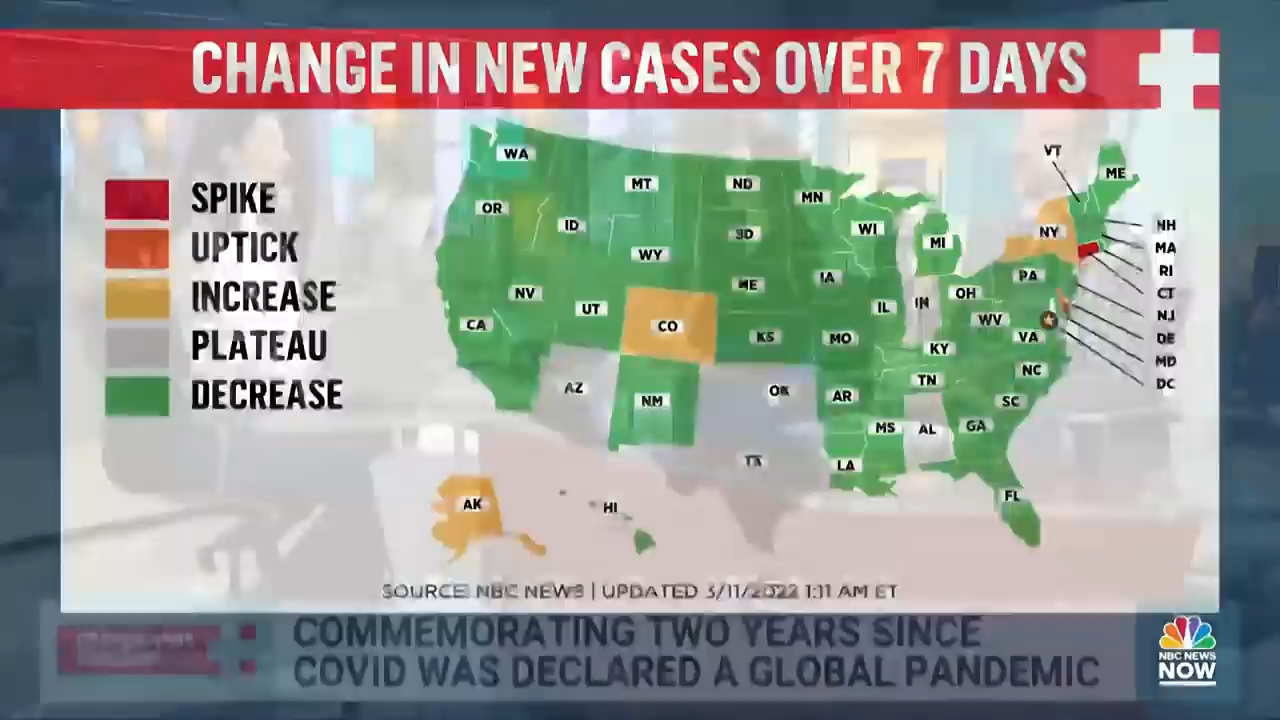 CHANGE IN NEW CASES OVER 7 DAYS
SPIKE
UPTICK
INCREASE
PLATEAU
DECREASE
WA
OR
CA
NV
ID
MT
WY
UT
CO
AZ
NM
ND
SD
NE
KS
OK
TX
MN
IA
MO
AR
LA
WI
IL
MI
IN
OH
KY
TN
MS
AL
GA
FL
SC
NC
VA
WV
PA
NY
VT
ME
NH
MA
RI
CT
NJ
DE
MD
DC
AK
HI
SOURCE: NBC NEWS | UPDATED 3/11/2022 1:11 AM ET
COMMEMORATING TWO YEARS SINCE
COVID WAS DECLARED A GLOBAL PANDEMIC
NBC NEWS
NOW